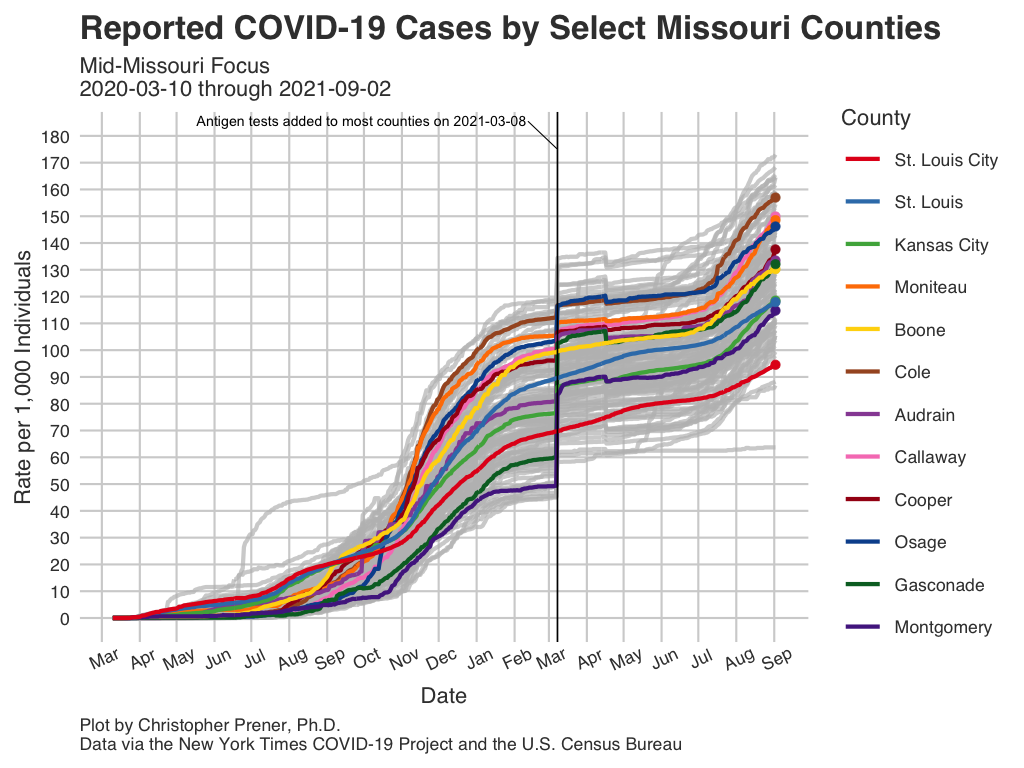 Reported COVID-19 Cases by Select Missouri Counties
Mid-Missouri Focus
2020-03-10 through 2021-09-02
Antigen tests added to most counties on 2021-03-08
Rate per 1,000 Individuals
180
170
160
150
140
130
120
110
100
90
80
70
60
50
40
30
20
10
0
Mar Apr May Jun Jul Aug Sep Oct Nov Dec Jan Feb Mar Apr May Jun Jul Aug Sep
Date
County
St. Louis City
St. Louis
Kansas City
Moniteau
Boone
Cole
Audrain
Callaway
Cooper
Osage
Gasconade
Montgomery
Plot by Christopher Prener, Ph.D.
Data via the New York Times COVID-19 Project and the U.S. Census Bureau